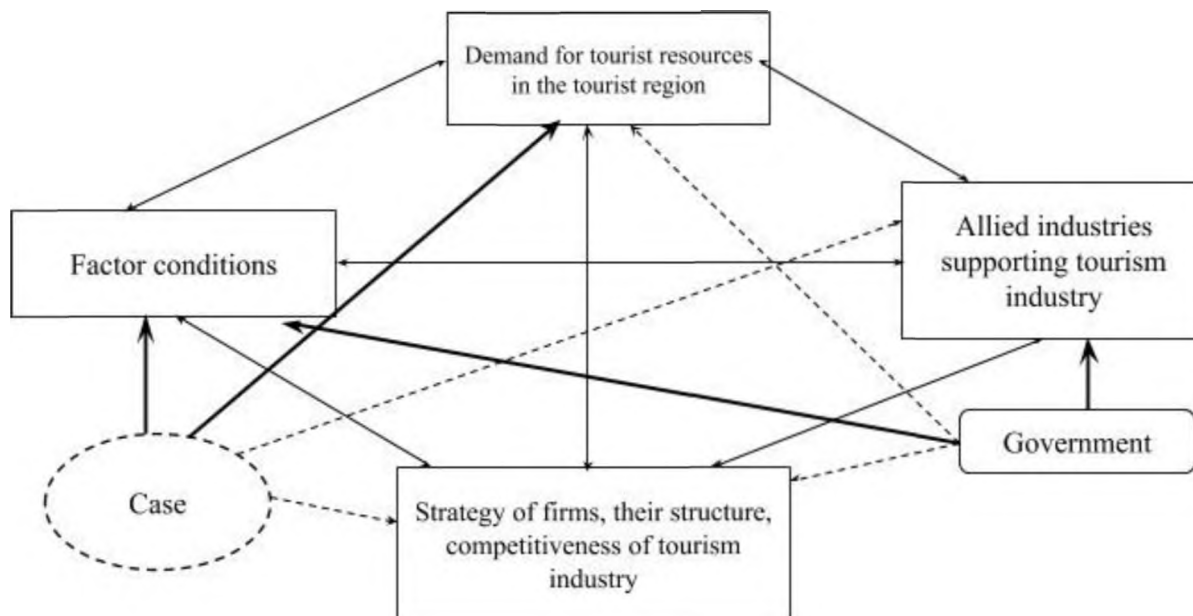 Demand for tourist resources
in the tourist region
Factor conditions
Allied industries
supporting tourism
industry
Case
Strategy of firms, their structure,
competitiveness of tourism
industry
Government